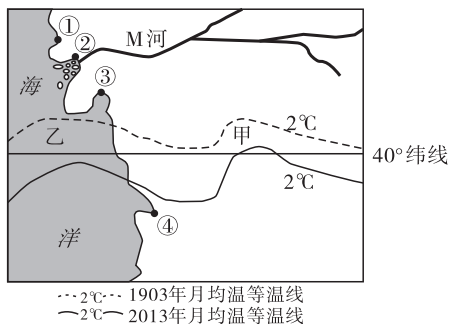 ①
② M河
③
海
乙 甲 2℃
40°纬线
2℃
④
洋
2℃ 1903年月均温等温线
2℃ 2013年月均温等温线